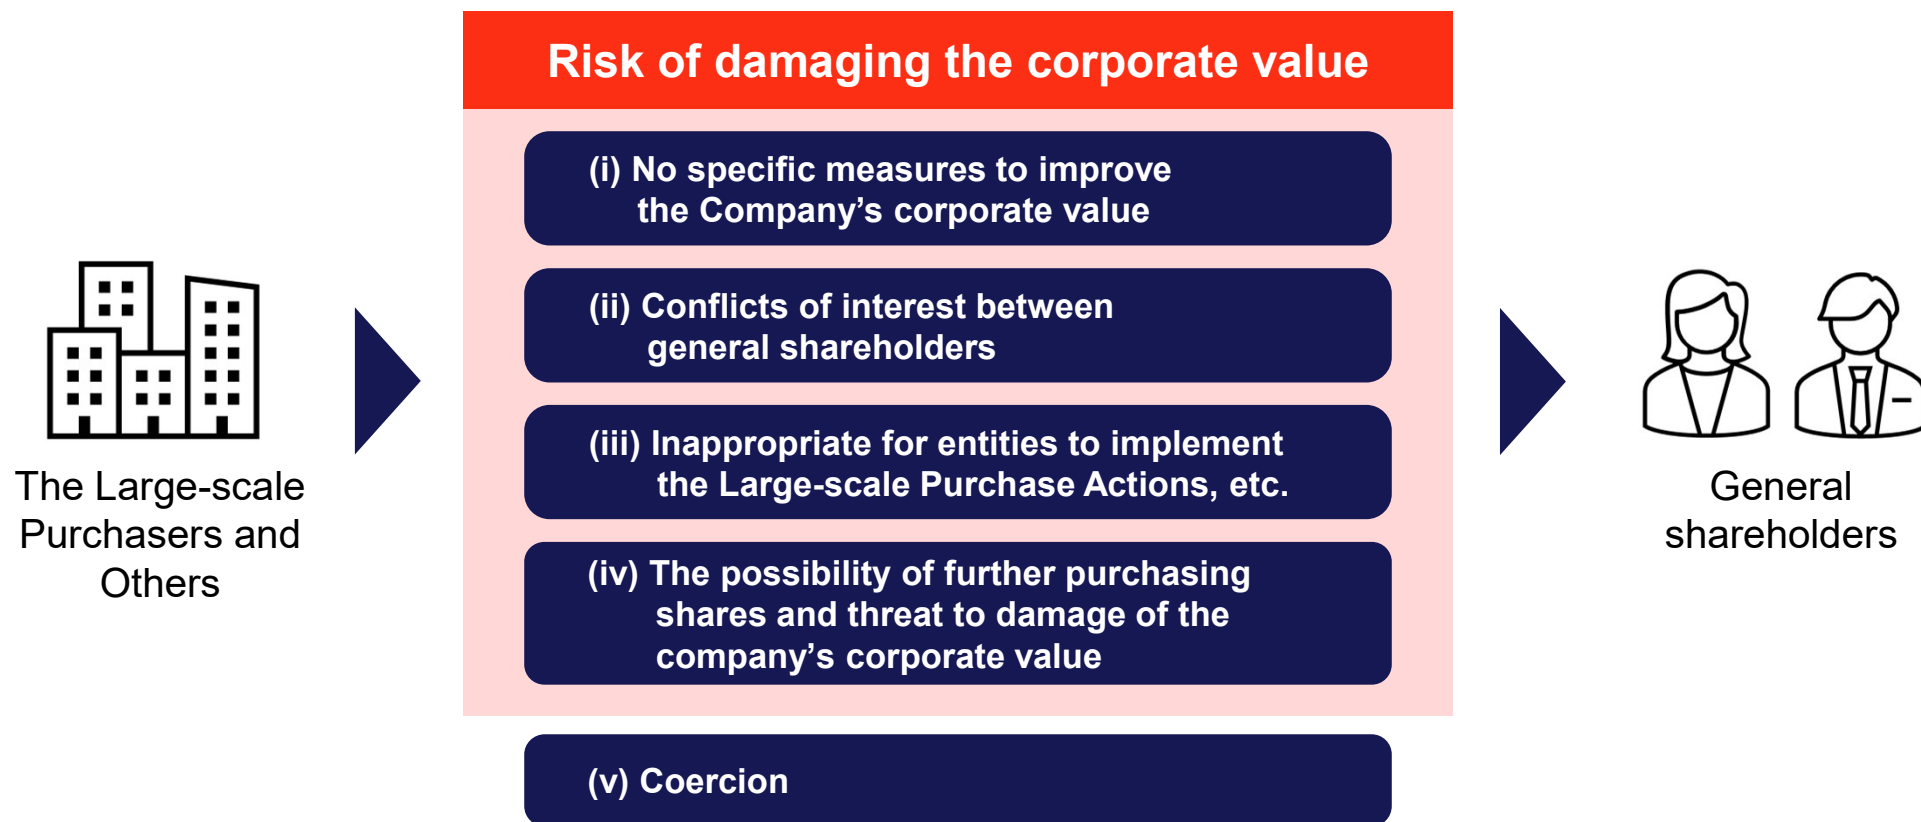 Risk of damaging the corporate value
(i) No specific measures to improve
the Company’s corporate value
(ii) Conflicts of interest between
general shareholders
(iii) Inappropriate for entities to implement
the Large-scale Purchase Actions, etc.
(iv) The possibility of further purchasing
shares and threat to damage of the
company’s corporate value
(v) Coercion
The Large-scale
Purchasers and
Others
General
shareholders